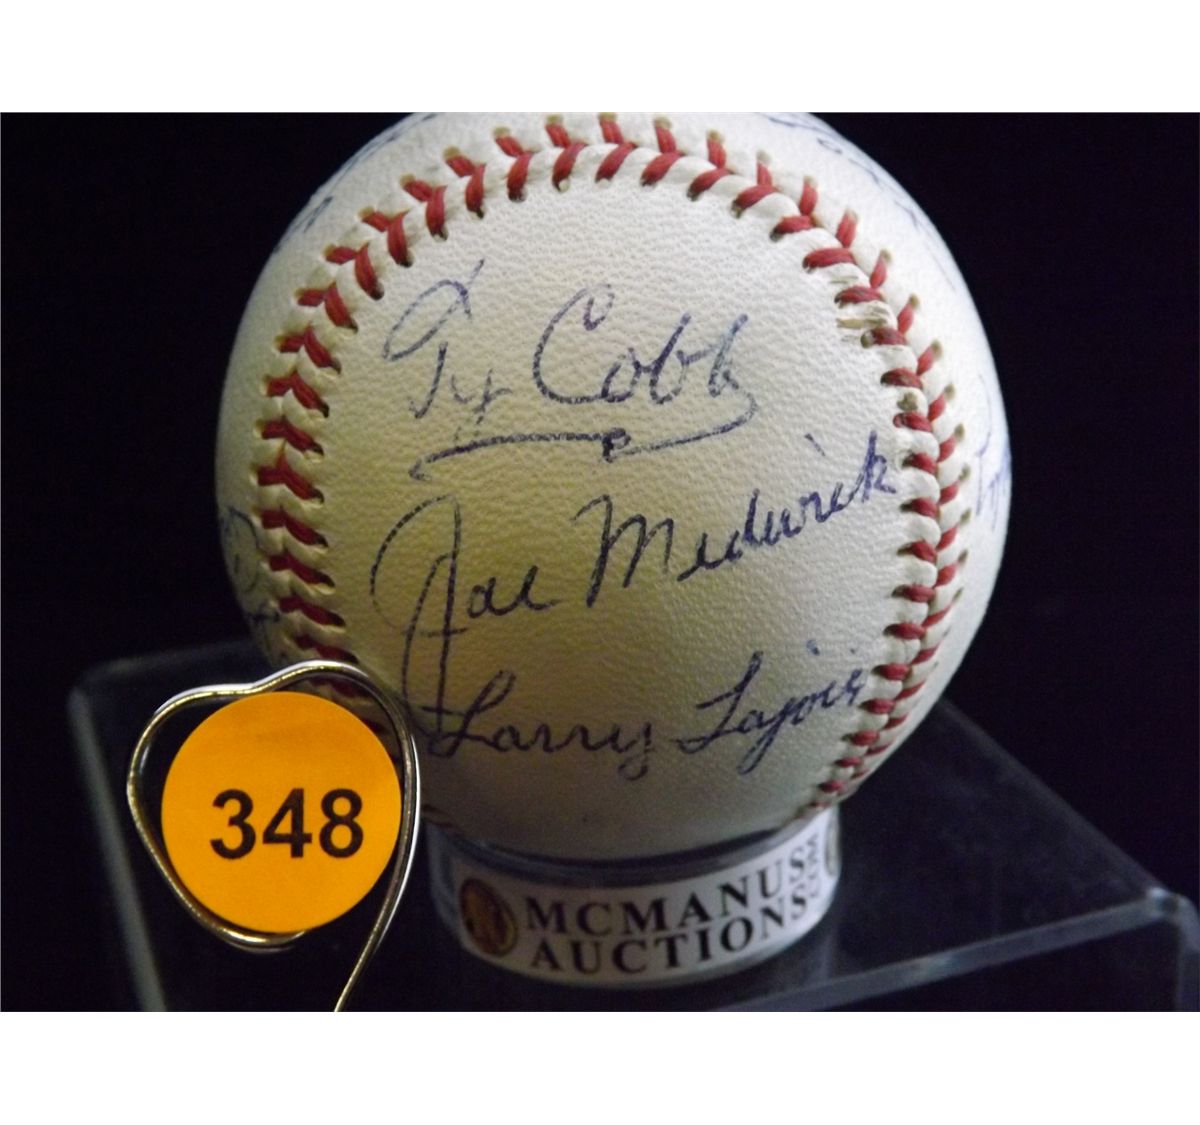 Ty Cobb
Joe Medwick
Larry Lajoie
348
MCMANUS
AUCTIONS